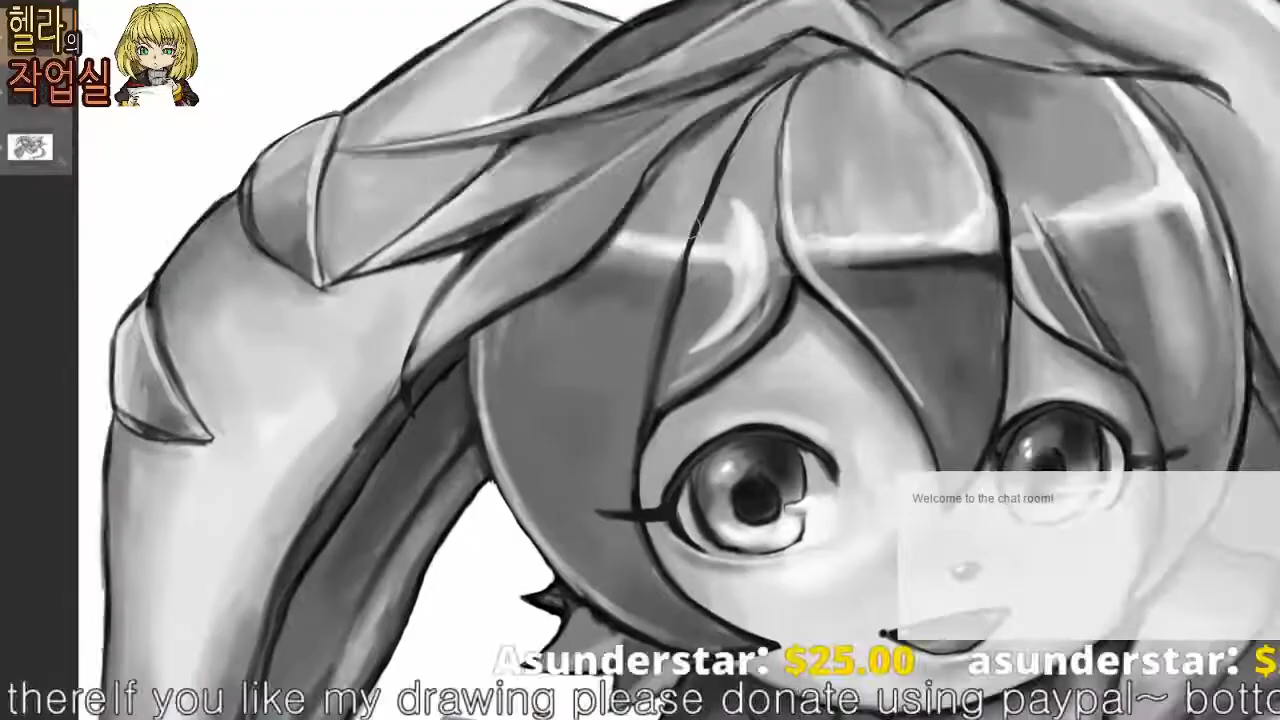 헬라의
작업실
Welcome to the chat room!
Asunderstar: $25.00 asunderstar: $
thereIf you like my drawing please donate using paypal~ botto